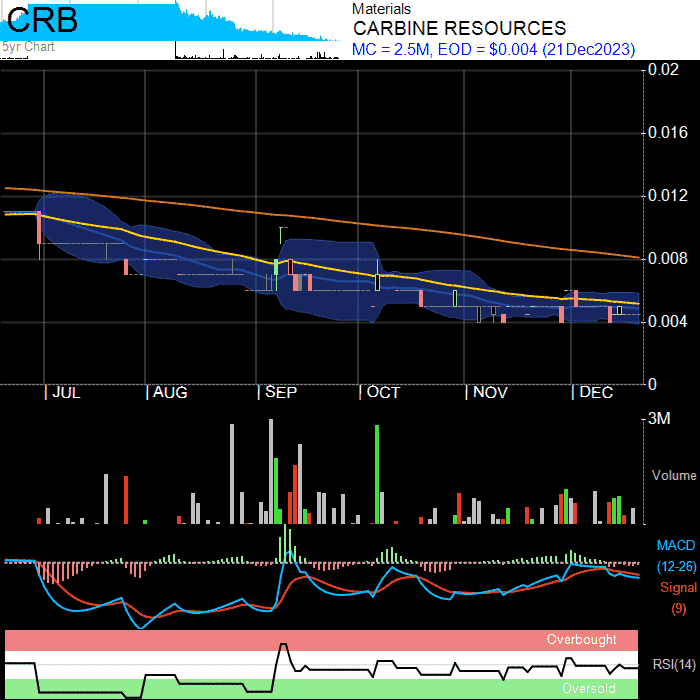 CRB
5yr Chart
Materials
CARBINE RESOURCES
MC = 2.5M, EOD = $0.004 (21Dec2023)
0.02
0.016
0.012
0.008
0.004
0
JUL
AUG
SEP
OCT
NOV
DEC
3M
Volume
MACD
(12-26)
Signal
(9)
Overbought
RSI(14)
Oversold